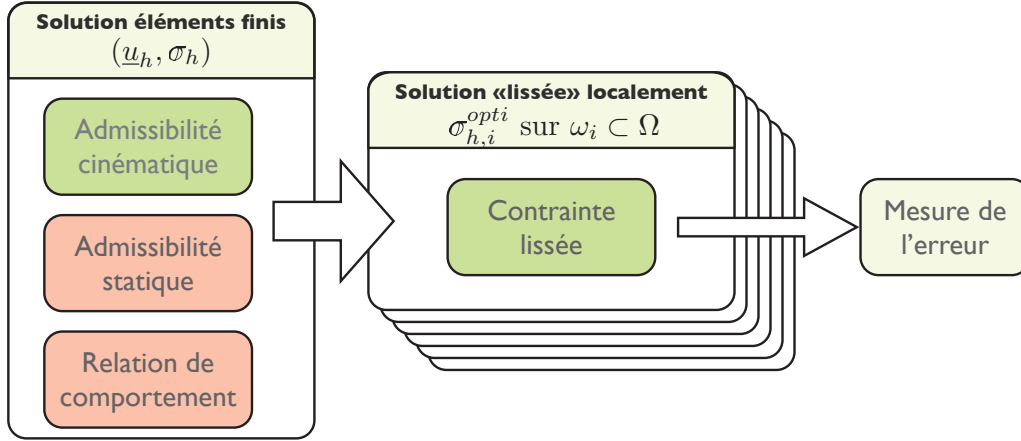 Solution éléments finis
(u_h, σ_h)
Admissibilité
cinématique
Admissibilité
statique
Relation de
comportement
Solution «lissée» localement
σ_{h,i}^{opti} sur ω_i ⊂ Ω
Contrainte
lissée
Mesure de
l'erreur